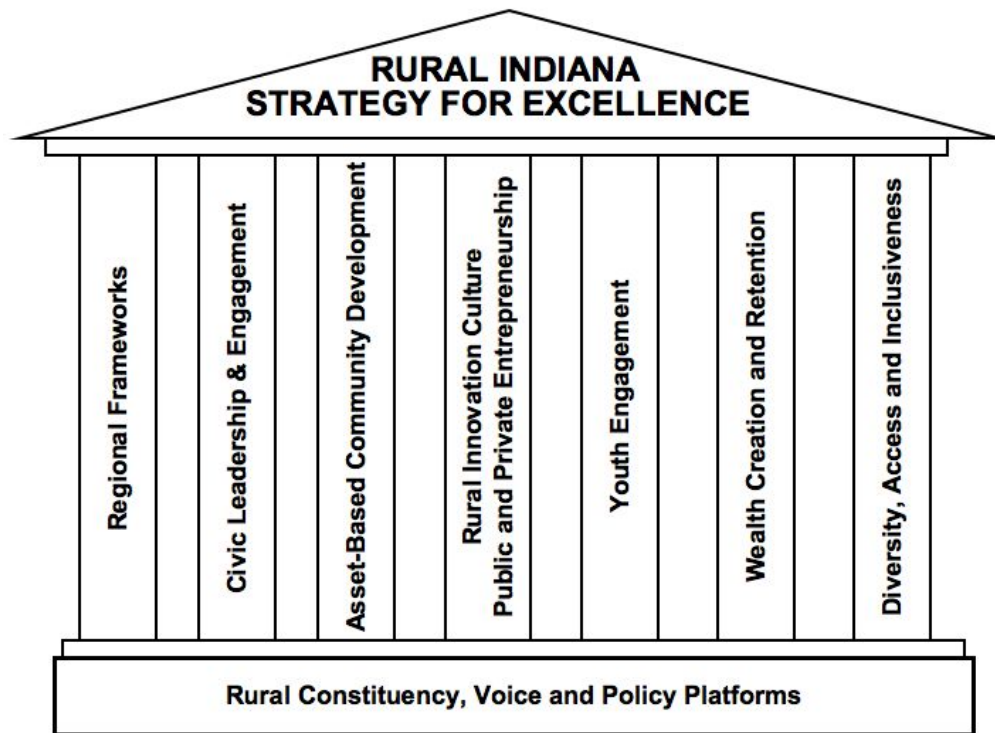 RURAL INDIANA
STRATEGY FOR EXCELLENCE
Regional Frameworks
Civic Leadership & Engagement
Asset-Based Community Development
Rural Innovation Culture
Public and Private Entrepreneurship
Youth Engagement
Wealth Creation and Retention
Diversity, Access and Inclusiveness
Rural Constituency, Voice and Policy Platforms